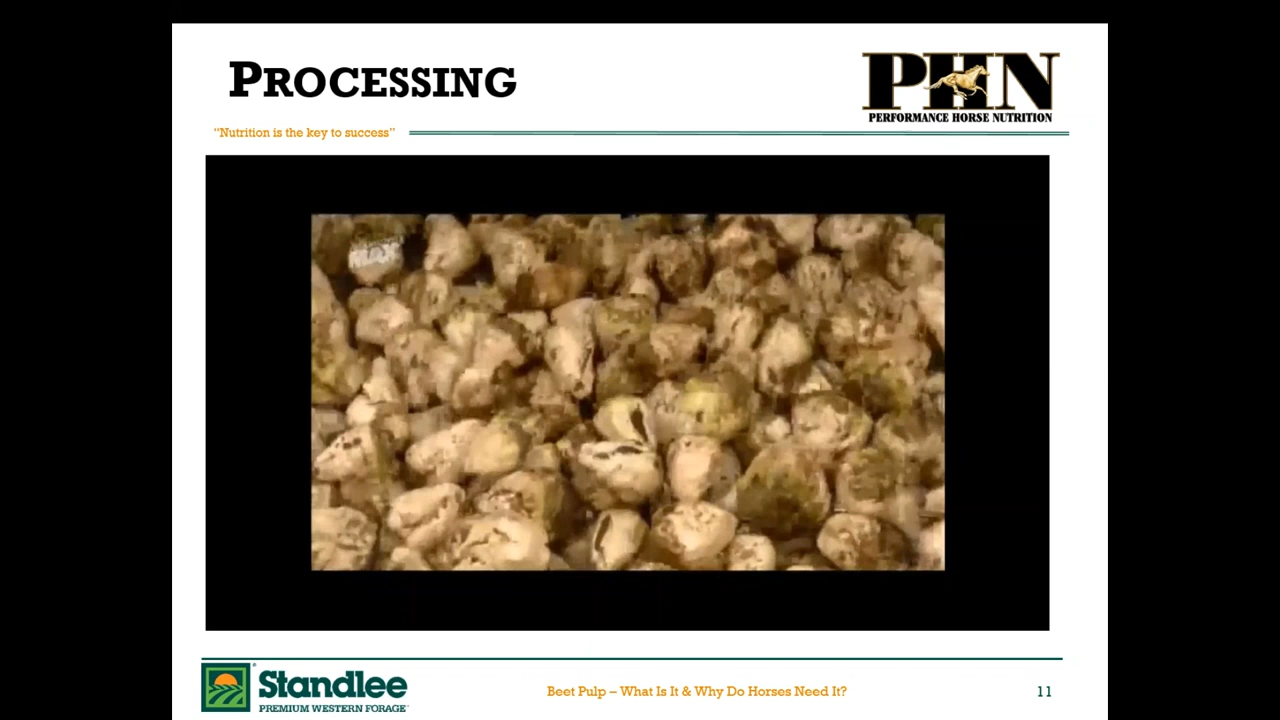 PROCESSING
PHN
PERFORMANCE HORSE NUTRITION
“Nutrition is the key to success”
MAX
Standlee
PREMIUM WESTERN FORAGE
Beet Pulp – What Is It & Why Do Horses Need It?
11